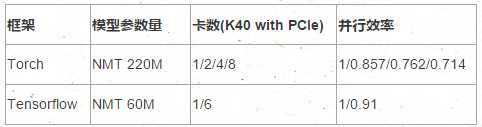 框架 模型参数量 卡数(K40 with PCIe) 并行效率
Torch NMT 220M 1/2/4/8 1/0.857/0.762/0.714
Tensorflow NMT 60M 1/6 1/0.91